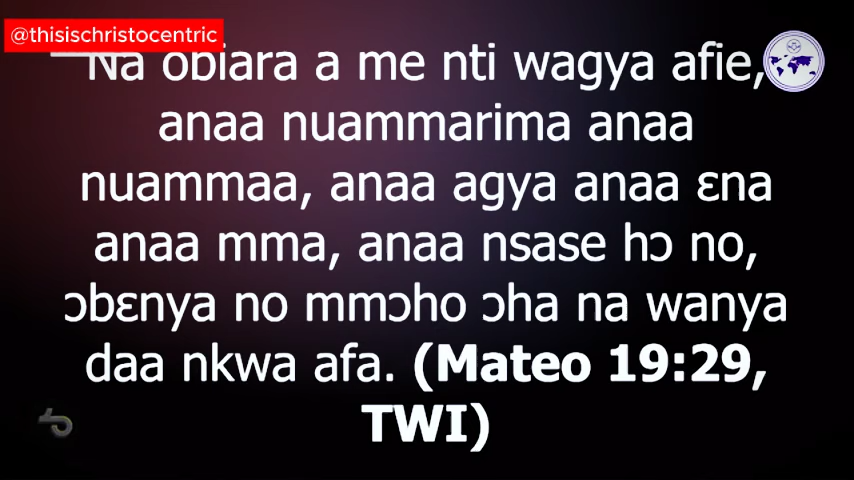 @thisischristocentric
Na obiara a me nti wagya afie,
anaa nuammarima anaa
nuammaa, anaa agya anaa ɛna
anaa mma, anaa nsase hɔ no,
ɔbɛnya no mmɔho ɔha na wanya
daa nkwa afa. (Mateo 19:29,
TWI)